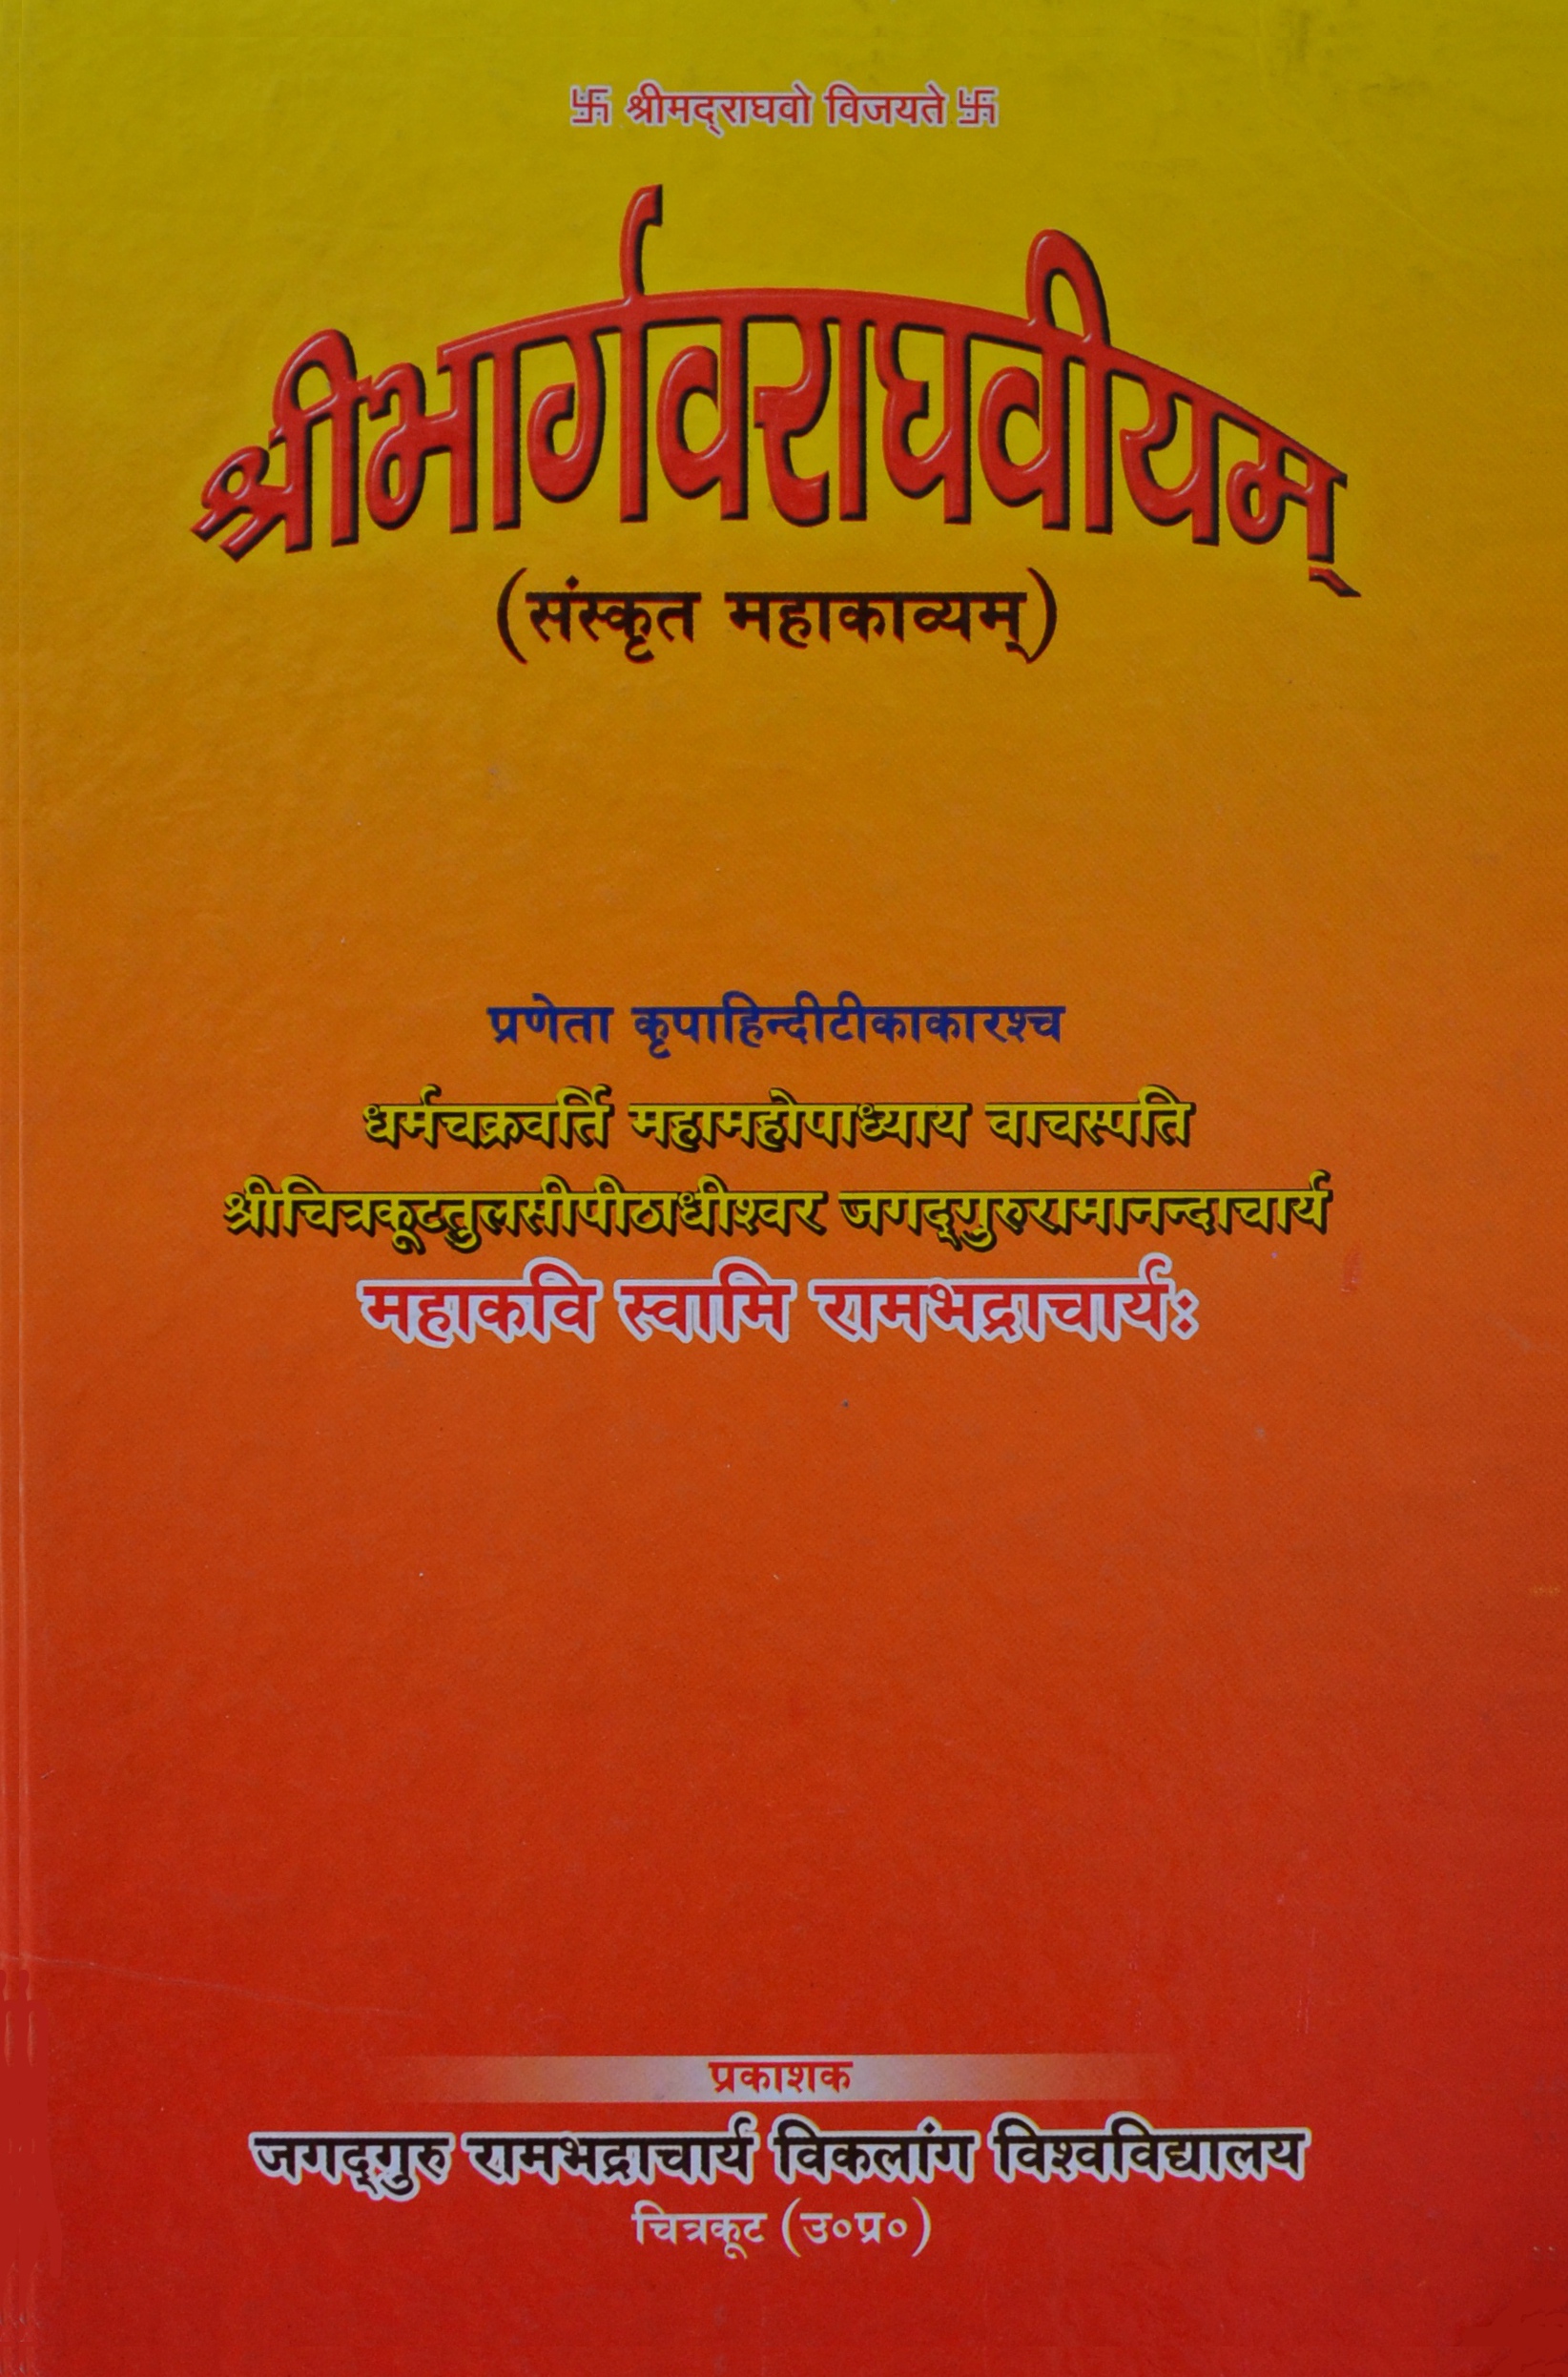 卐 श्रीमद्राघवो विजयते 卐
श्रीभार्गवराघवीयम्
(संस्कृत महाकाव्यम्)
प्रणेता कृपाहिन्दीटीकाकारश्च
धर्मचक्रवर्ति महामहोपाध्याय वाचस्पति
श्रीचित्रकूटतुलसीपीठाधीश्वर जगद्गुरुरामानन्दाचार्य
महाकवि स्वामि रामभद्राचार्यः
प्रकाशक
जगद्गुरु रामभद्राचार्य विकलांग विश्वविद्यालय
चित्रकूट (उ०प्र०)